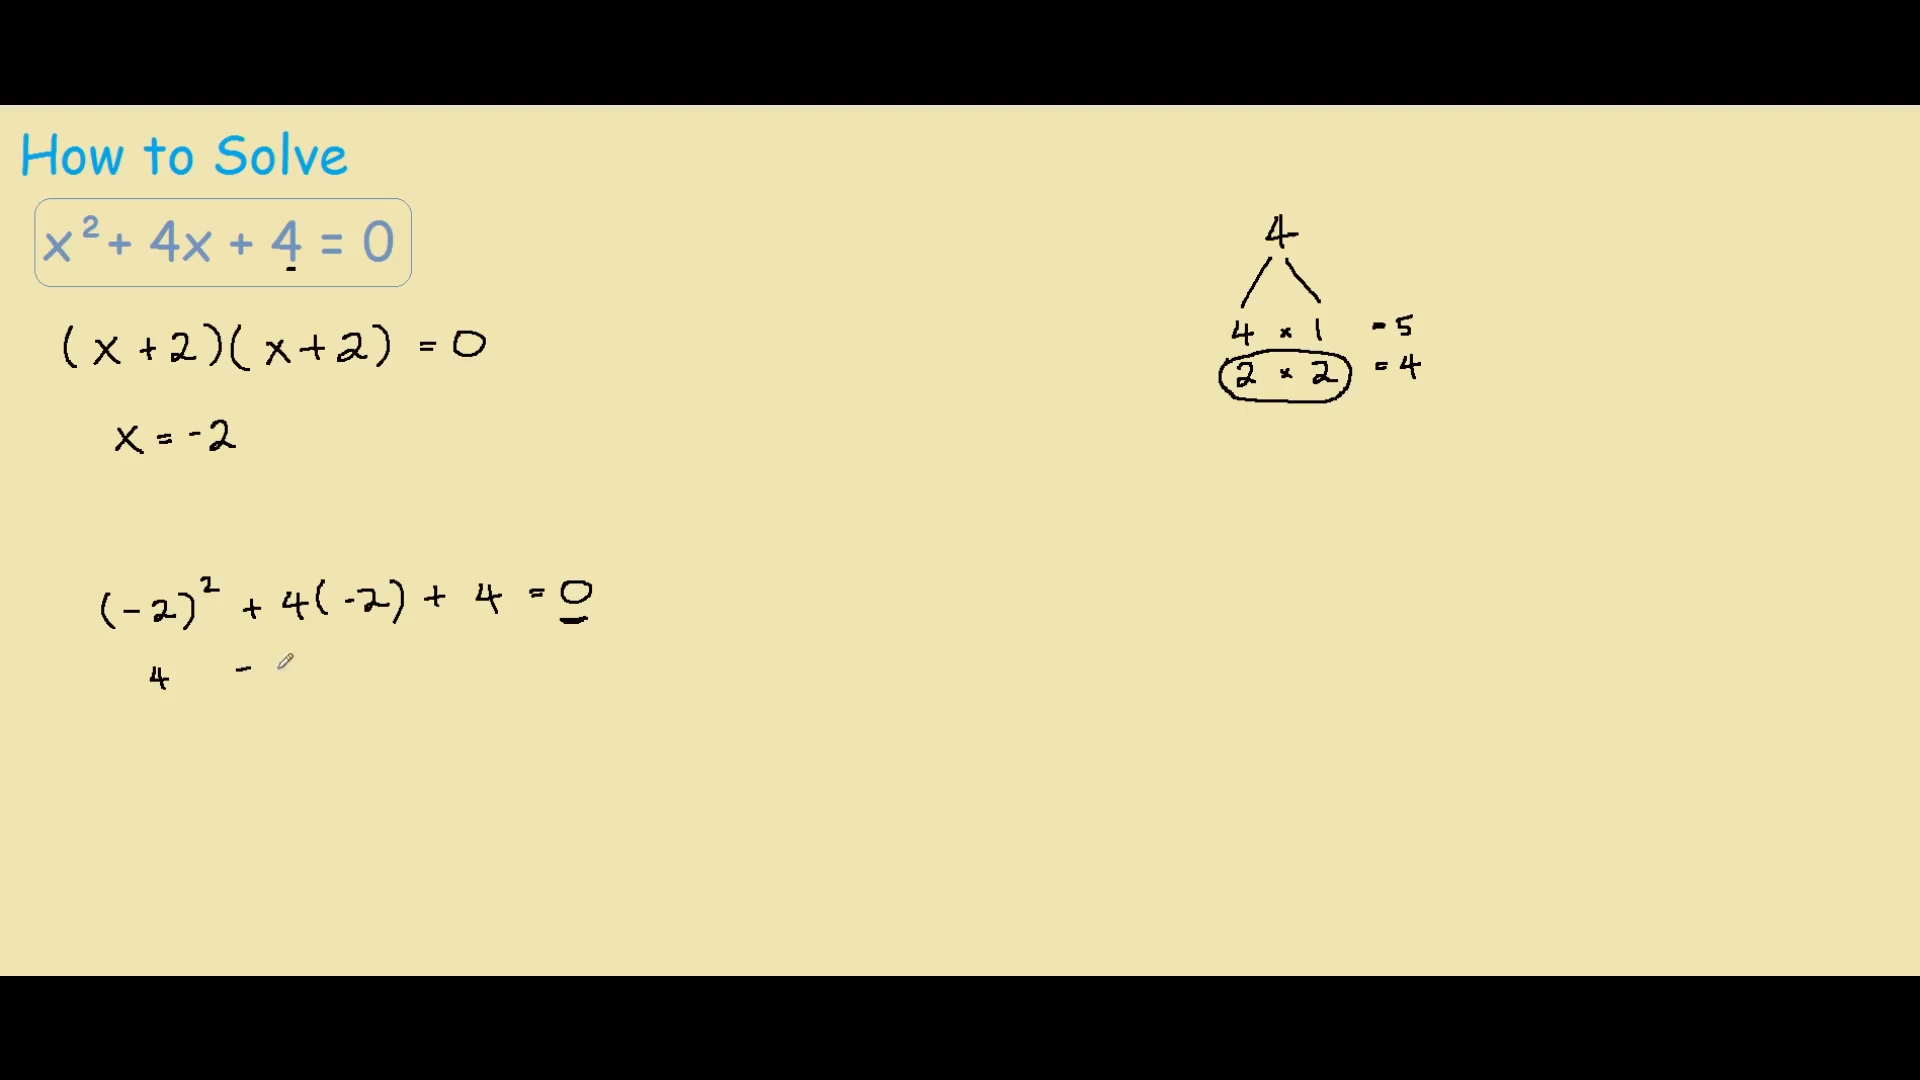 How to Solve
x² + 4x + 4 = 0
(x + 2)(x + 2) = 0
x = -2
(-2)² + 4(-2) + 4 = 0
4 -
4
4 × 1 = 5
2 × 2 = 4